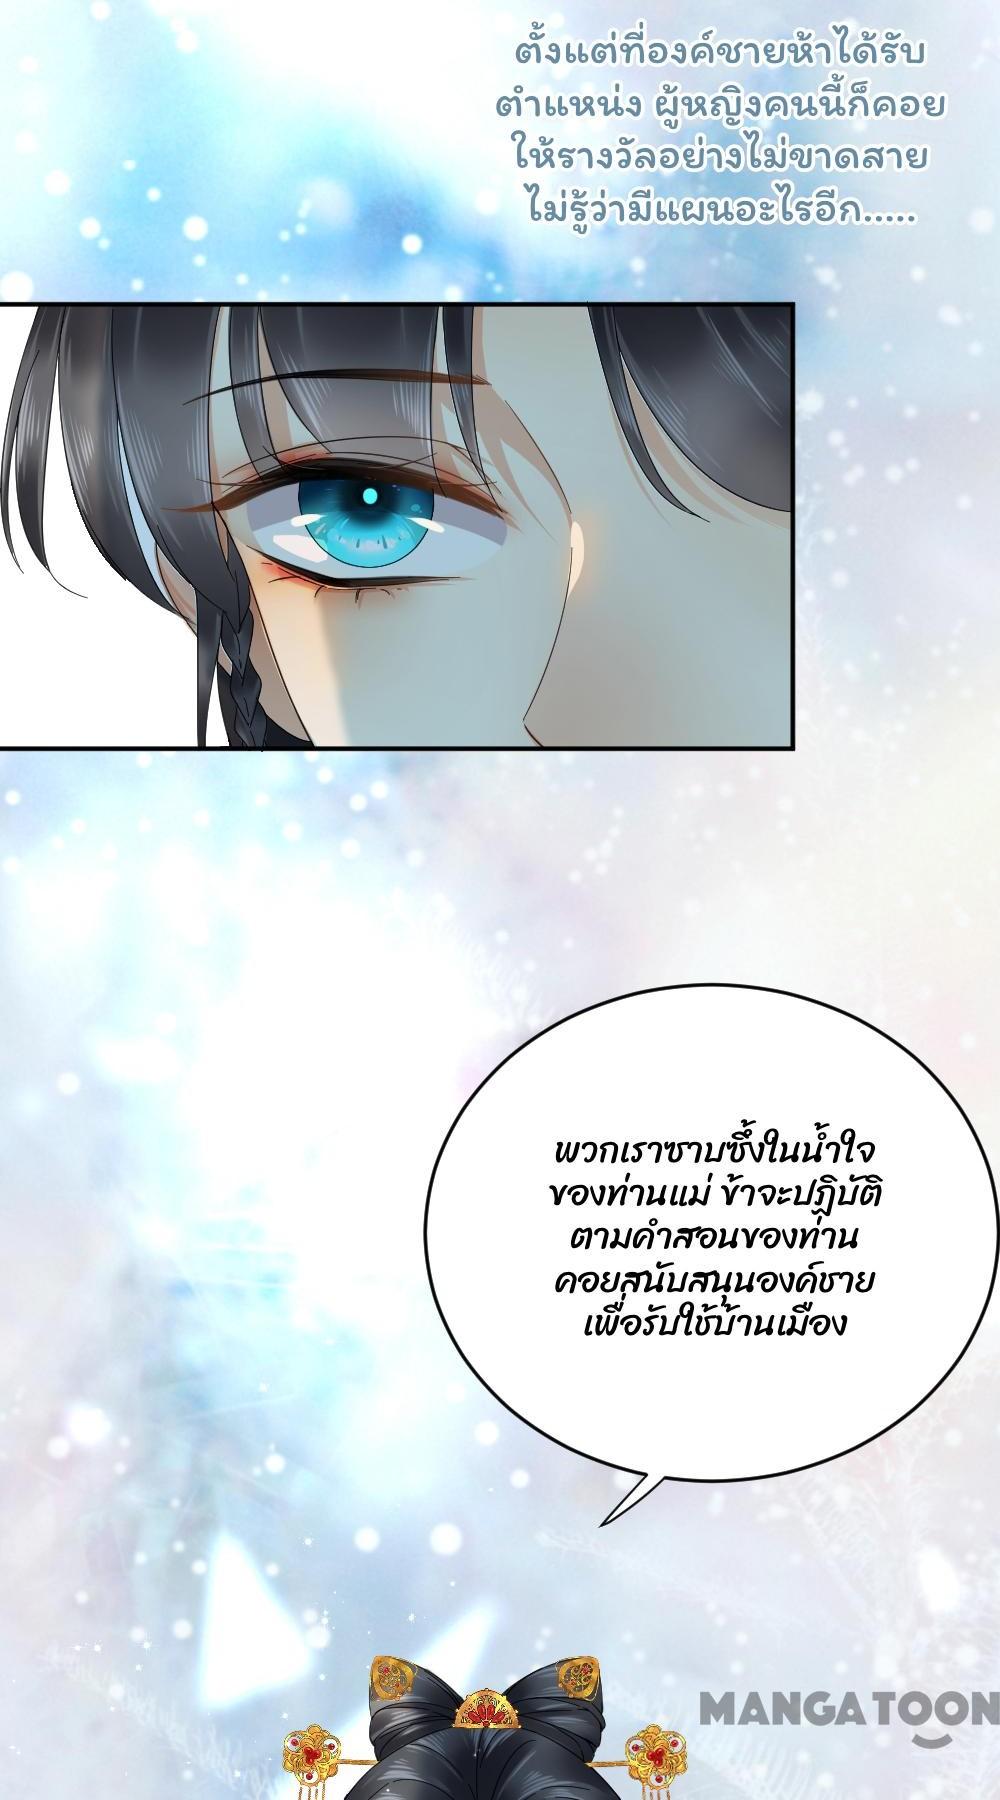 ตั้งแต่ที่องค์ชายห้าได้รับ
ตำแหน่ง ผู้หญิงคนนี้ก็คอย
ให้รางวัลอย่างไม่ขาดสาย
ไม่รู้ว่ามีแผนอะไรอีก.....
พวกเราซาบซึ้งในน้ำใจ
ของท่านแม่ ข้าจะปฏิบัติ
ตามคำสอนของท่าน
คอยสนับสนุนองค์ชาย
เพื่อรับใช้บ้านเมือง
MANGATOON